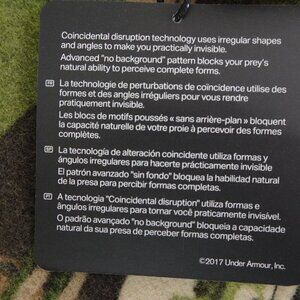 Coincidental disruption technology uses irregular shapes
and angles to make you practically invisible.
Advanced "no background" pattern blocks your prey's
natural ability to perceive complete forms.
FR La technologie de perturbations de coïncidence utilise des
formes et des angles irréguliers pour vous rendre
pratiquement invisible.
Les blocs de motifs poussés « sans arrière-plan » bloquent
la capacité naturelle de votre proie à percevoir des formes
complètes.
SP La tecnología de alteración coincidente utiliza formas y
ángulos irregulares para hacerte prácticamente invisible
El patrón avanzado "sin fondo" bloquea la habilidad natural
de la presa para percibir formas completas.
PT A tecnologia "Coincidental disruption" utiliza formas e
ângulos irregulares para tornar você praticamente invisível.
O padrão avançado "no background" bloqueia a capacidade
natural da sua presa de perceber formas completas.
©2017 Under Armour, Inc.